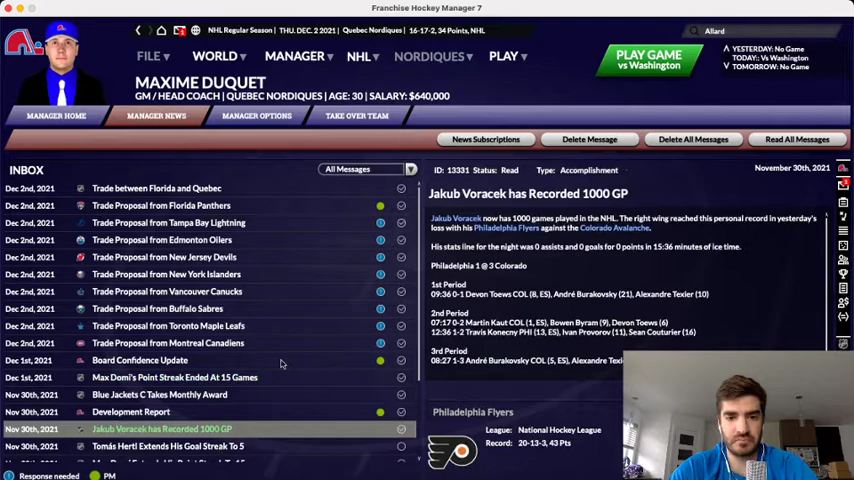 Franchise Hockey Manager 7
NHL Regular Season | THU. DEC. 2 2021 | Quebec Nordiques | 16-17-2, 34 Points, NHL
Allard
FILE WORLD MANAGER NHL NORDIQUES PLAY
PLAY GAME
vs Washington
YESTERDAY: No Game
TODAY: Vs Washington
TOMORROW: No Game
MAXIME DUQUET
GM / HEAD COACH | QUEBEC NORDIQUES | AGE: 30 | SALARY: $640,000
MANAGER HOME MANAGER NEWS MANAGER OPTIONS TAKE OVER TEAM
News Subscriptions Delete Message Delete All Messages Read All Messages
INBOX All Messages
Dec 2nd, 2021 Trade between Florida and Quebec
Dec 2nd, 2021 Trade Proposal from Florida Panthers
Dec 2nd, 2021 Trade Proposal from Tampa Bay Lightning
Dec 2nd, 2021 Trade Proposal from Edmonton Oilers
Dec 2nd, 2021 Trade Proposal from New Jersey Devils
Dec 2nd, 2021 Trade Proposal from New York Islanders
Dec 2nd, 2021 Trade Proposal from Vancouver Canucks
Dec 2nd, 2021 Trade Proposal from Buffalo Sabres
Dec 2nd, 2021 Trade Proposal from Toronto Maple Leafs
Dec 2nd, 2021 Trade Proposal from Montreal Canadiens
Dec 1st, 2021 Board Confidence Update
Dec 1st, 2021 Max Domi's Point Streak Ended At 15 Games
Nov 30th, 2021 Blue Jackets C Takes Monthly Award
Nov 30th, 2021 Development Report
Nov 30th, 2021 Jakub Voracek has Recorded 1000 GP
Nov 30th, 2021 Tomás Hertl Extends His Goal Streak To 5
Response needed PM
ID: 13331 Status: Read Type: Accomplishment November 30th, 2021
Jakub Voracek has Recorded 1000 GP
Jakub Voracek now has 1000 games played in the NHL. The right wing reached this personal record in yesterday's
loss with his Philadelphia Flyers against the Colorado Avalanche.
His stats line for the night was 0 assists and 0 goals for 0 points in 15:36 minutes of ice time.
Philadelphia 1 @ 3 Colorado
1st Period
09:36 0-1 Devon Toews COL (8, ES), André Burakovsky (21), Alexandre Texier (10)
2nd Period
07:17 0-2 Martin Kaut COL (1, ES), Bowen Byram (9), Devon Toews (6)
12:36 1-2 Travis Konecny PHI (13, ES), Ivan Provorov (11), Sean Couturier (16)
3rd Period
08:27 1-3 André Burakovsky COL (5, ES), Alexandre
Philadelphia Flyers
League: National Hockey League
Record: 20-13-3, 43 Pts